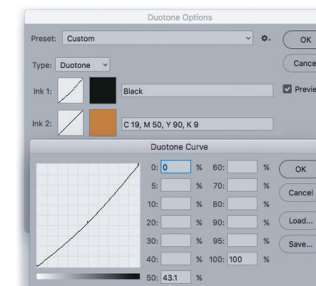 Duotone Options
Preset: Custom
OK
Type: Duotone
Cance
Ink 1: Black
Previe
Ink 2: C 19, M 50, Y 90, K 9
Duotone Curve
0: 0 % 60: %
OK
5: % 70: %
10: % 80: %
Cancel
20: % 90: %
Load...
30: % 95: %
Save...
40: % 100: 100 %
50: 43.1 %